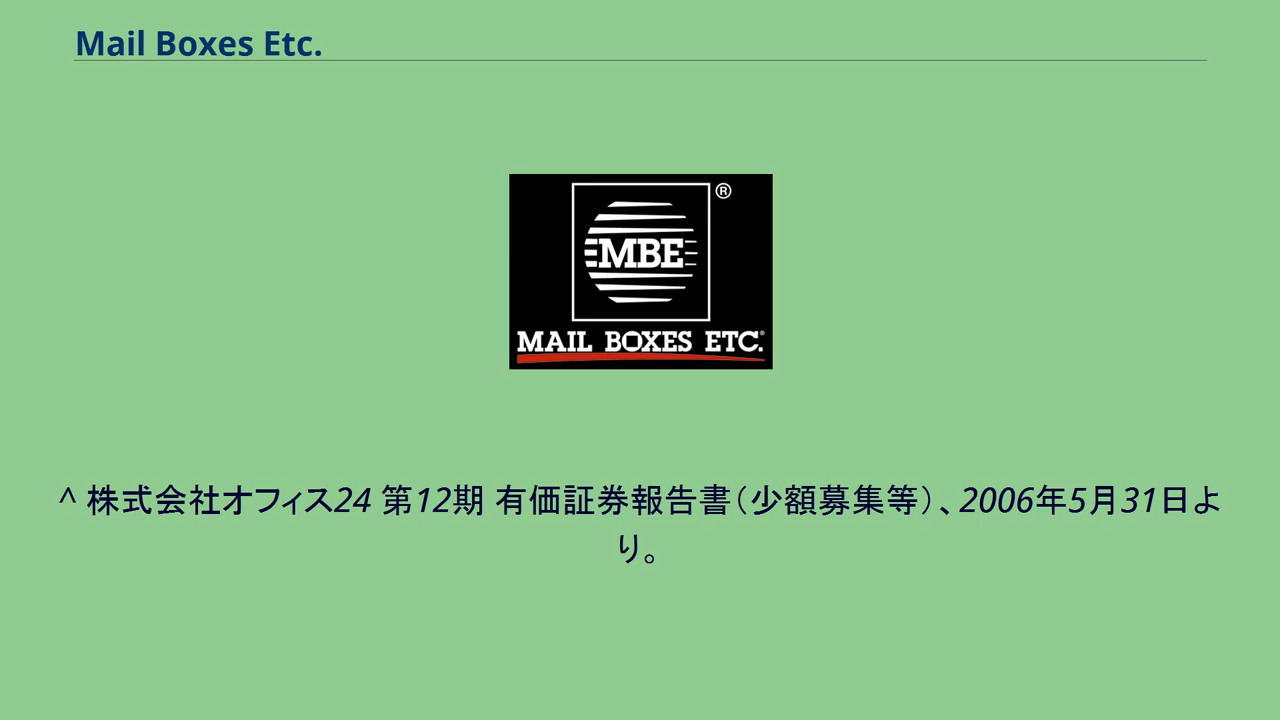 Mail Boxes Etc.
®
MBE
MAIL BOXES ETC.®
^ 株式会社オフィス24 第12期 有価証券報告書（少額募集等）、2006年5月31日よ
り。